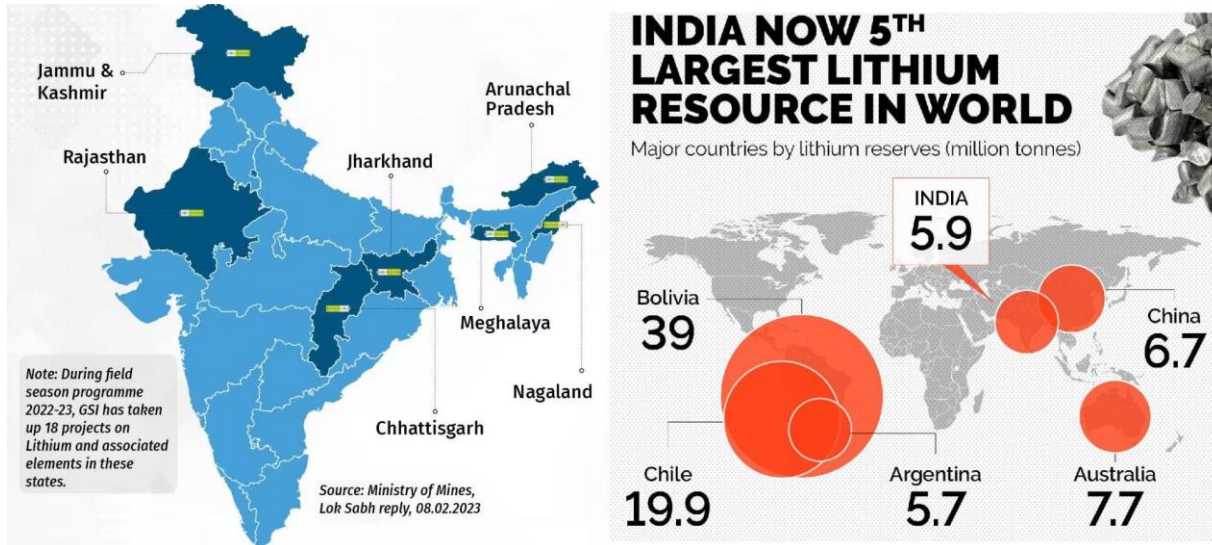 Jammu &
Kashmir
Arunachal
Pradesh
Rajasthan
Jharkhand
Meghalaya
Nagaland
Chhattisgarh
Note: During field
season programme
2022-23, GSI has taken
up 18 projects on
Lithium and associated
elements in these
states.
Source: Ministry of Mines,
Lok Sabh reply, 08.02.2023
INDIA NOW 5TH
LARGEST LITHIUM
RESOURCE IN WORLD
Major countries by lithium reserves (million tonnes)
INDIA
5.9
Bolivia
39
China
6.7
Chile
19.9
Argentina
5.7
Australia
7.7